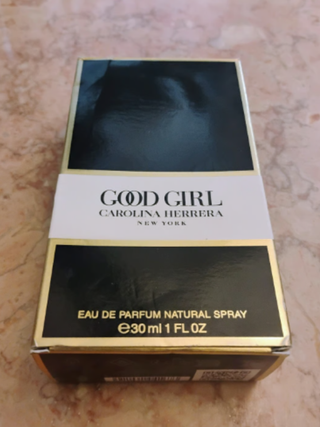 GOOD GIRL
CAROLINA HERRERA
NEW YORK
EAU DE PARFUM NATURAL SPRAY
℮30 ml 1 FL OZ